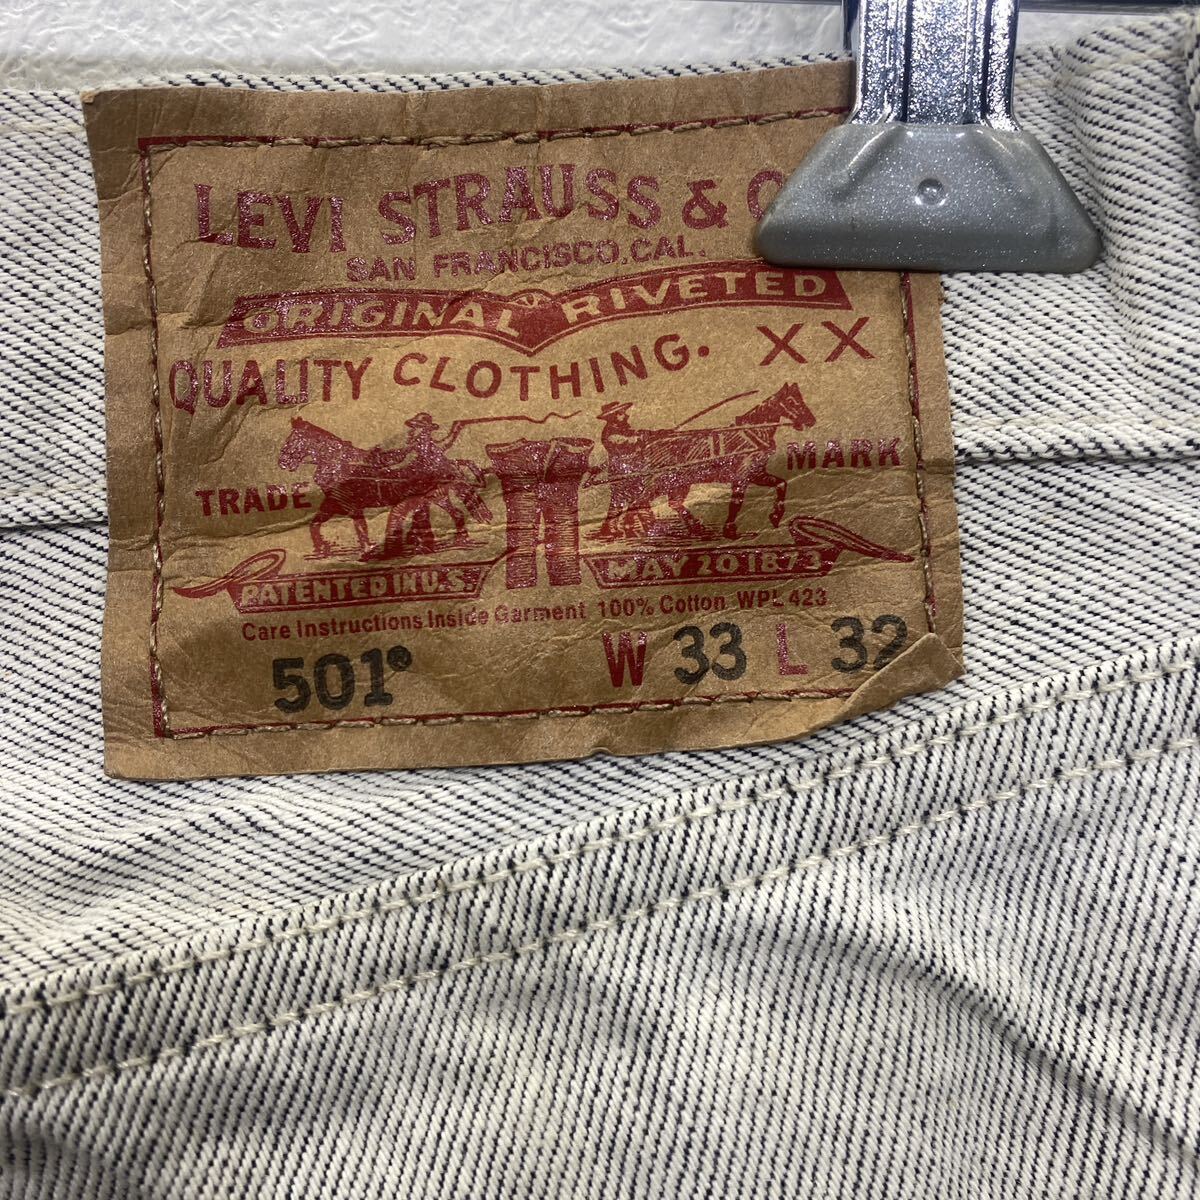 LEVI STRAUSS & C
SAN FRANCISCO, CAL.
ORIGINAL RIVETED
QUALITY CLOTHING. XX
TRADE MARK
PATENTED IN U.S. MAY 20 1873
Care Instructions Inside Garment 100% Cotton WPL 423
501® W 33 L 32